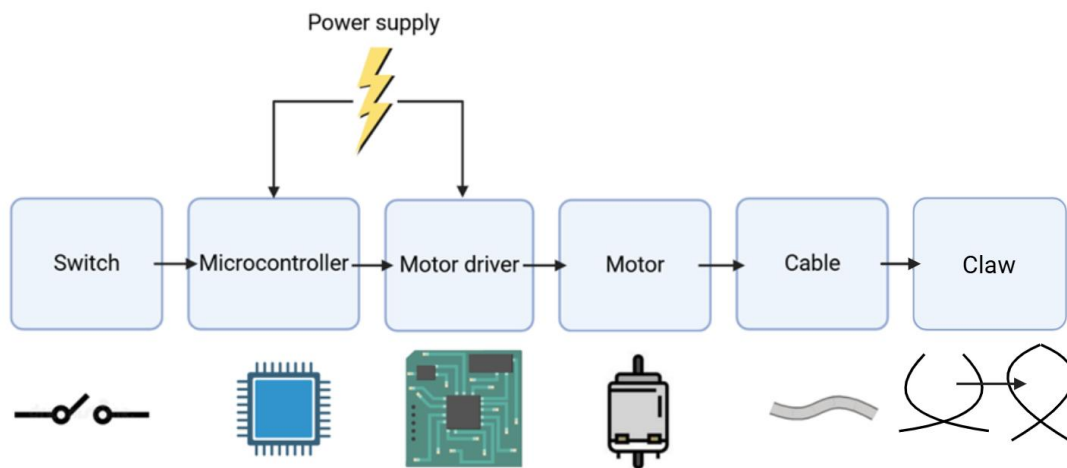 Power supply
Switch
Microcontroller
Motor driver
Motor
Cable
Claw